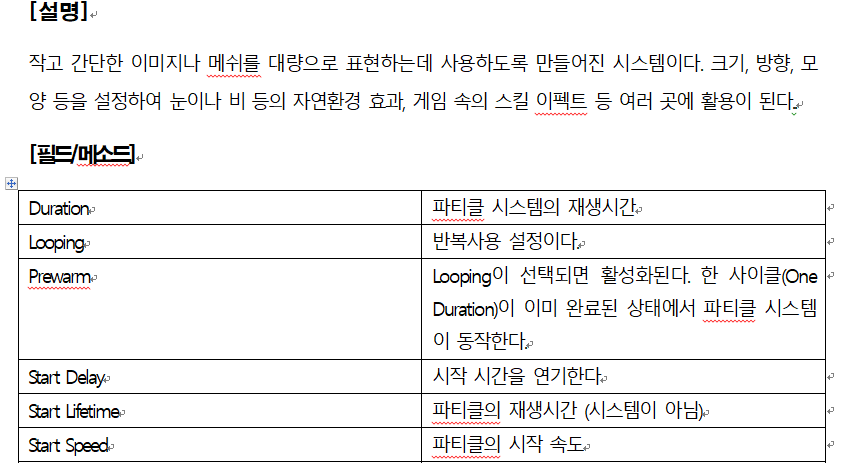 [설명]
작고 간단한 이미지나 메쉬를 대량으로 표현하는데 사용하도록 만들어진 시스템이다. 크기, 방향, 모
양 등을 설정하여 눈이나 비 등의 자연환경 효과, 게임 속의 스킬 이펙트 등 여러 곳에 활용이 된다.
[필드/메소드]
Duration 파티클 시스템의 재생시간
Looping 반복사용 설정이다.
Prewarm Looping이 선택되면 활성화된다. 한 사이클(One
Duration)이 이미 완료된 상태에서 파티클 시스템
이 동작한다.
Start Delay 시작 시간을 연기한다
Start Lifetime 파티클의 재생시간 (시스템이 아님)
Start Speed 파티클의 시작 속도